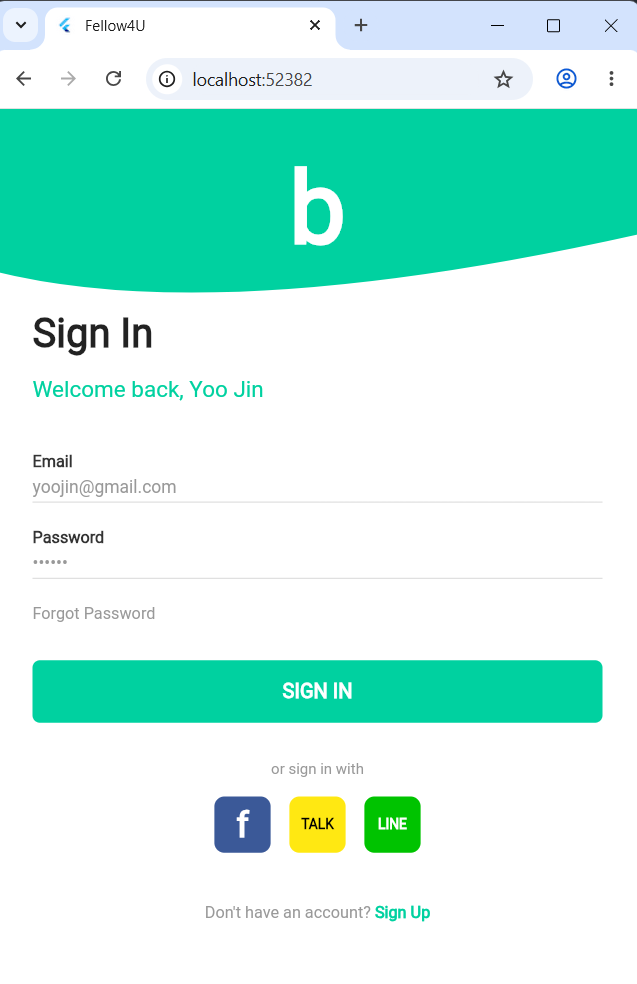 Fellow4U
localhost:52382
b
Sign In
Welcome back, Yoo Jin
Email
yoojin@gmail.com
Password
••••••
Forgot Password
SIGN IN
or sign in with
f TALK LINE
Don't have an account? Sign Up